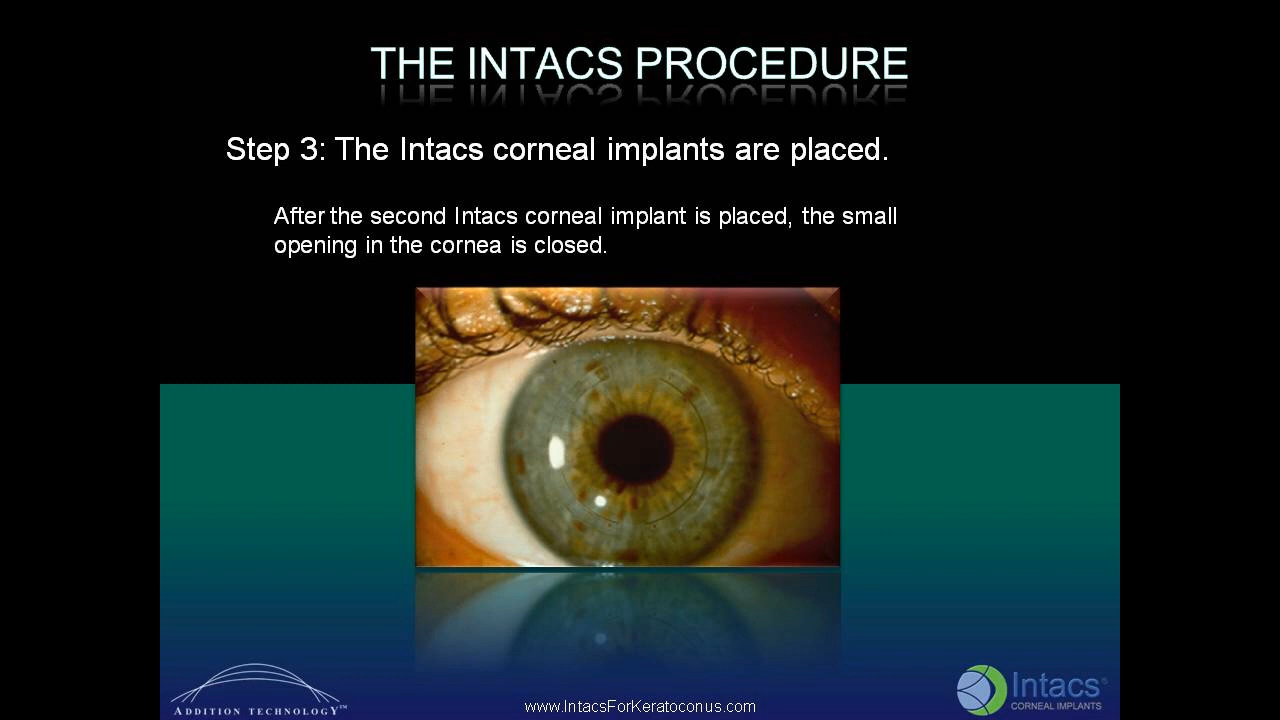 THE INTACS PROCEDURE
Step 3: The Intacs corneal implants are placed.
After the second Intacs corneal implant is placed, the small
opening in the cornea is closed.
ADDITION TECHNOLOGY™
www.IntacsForKeratoconus.com
Intacs®
CORNEAL IMPLANTS